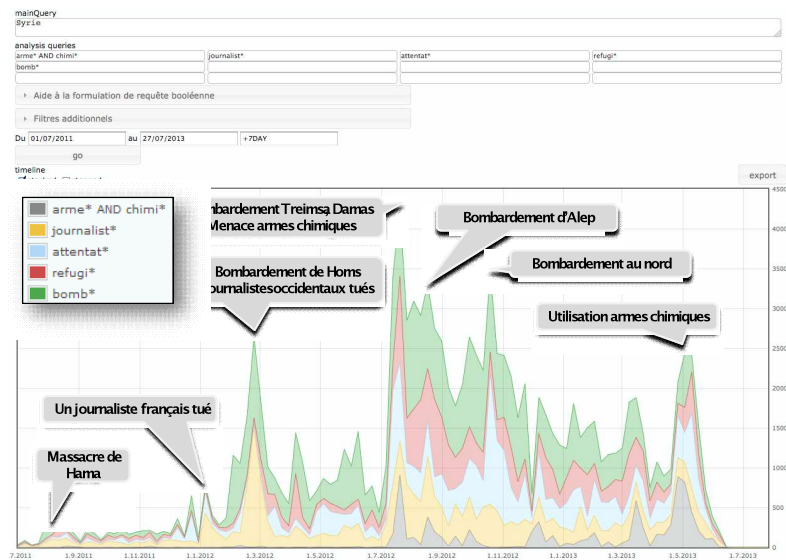 mainQuery
Syrie
analysis queries
arme* AND chimi*
journalist*
attentat*
refugi*
bomb*
Aide à la formulation de requête booléenne
Filtres additionnels
Du 01/07/2011 au 27/07/2013 +7DAY
go
timeline
export
arme* AND chimi*
journalist*
attentat*
refugi*
bomb*
mbardement Treimsa, Damas
Menace armes chimiques
Bombardement d'Alep
Bombardement au nord
Bombardement de Homs
ournalistesoccidentaux tués
Utilisation armes chimiques
Un journaliste français tué
Massacre de
Hama
4500
4000
3500
3000
2500
2000
1500
1000
500
0
7.2011
1.9.2011
1.11.2011
1.1.2012
1.3.2012
1.5.2012
1.7.2012
1.9.2012
1.11.2012
1.1.2013
1.3.2013
1.5.2013
1.7.2013